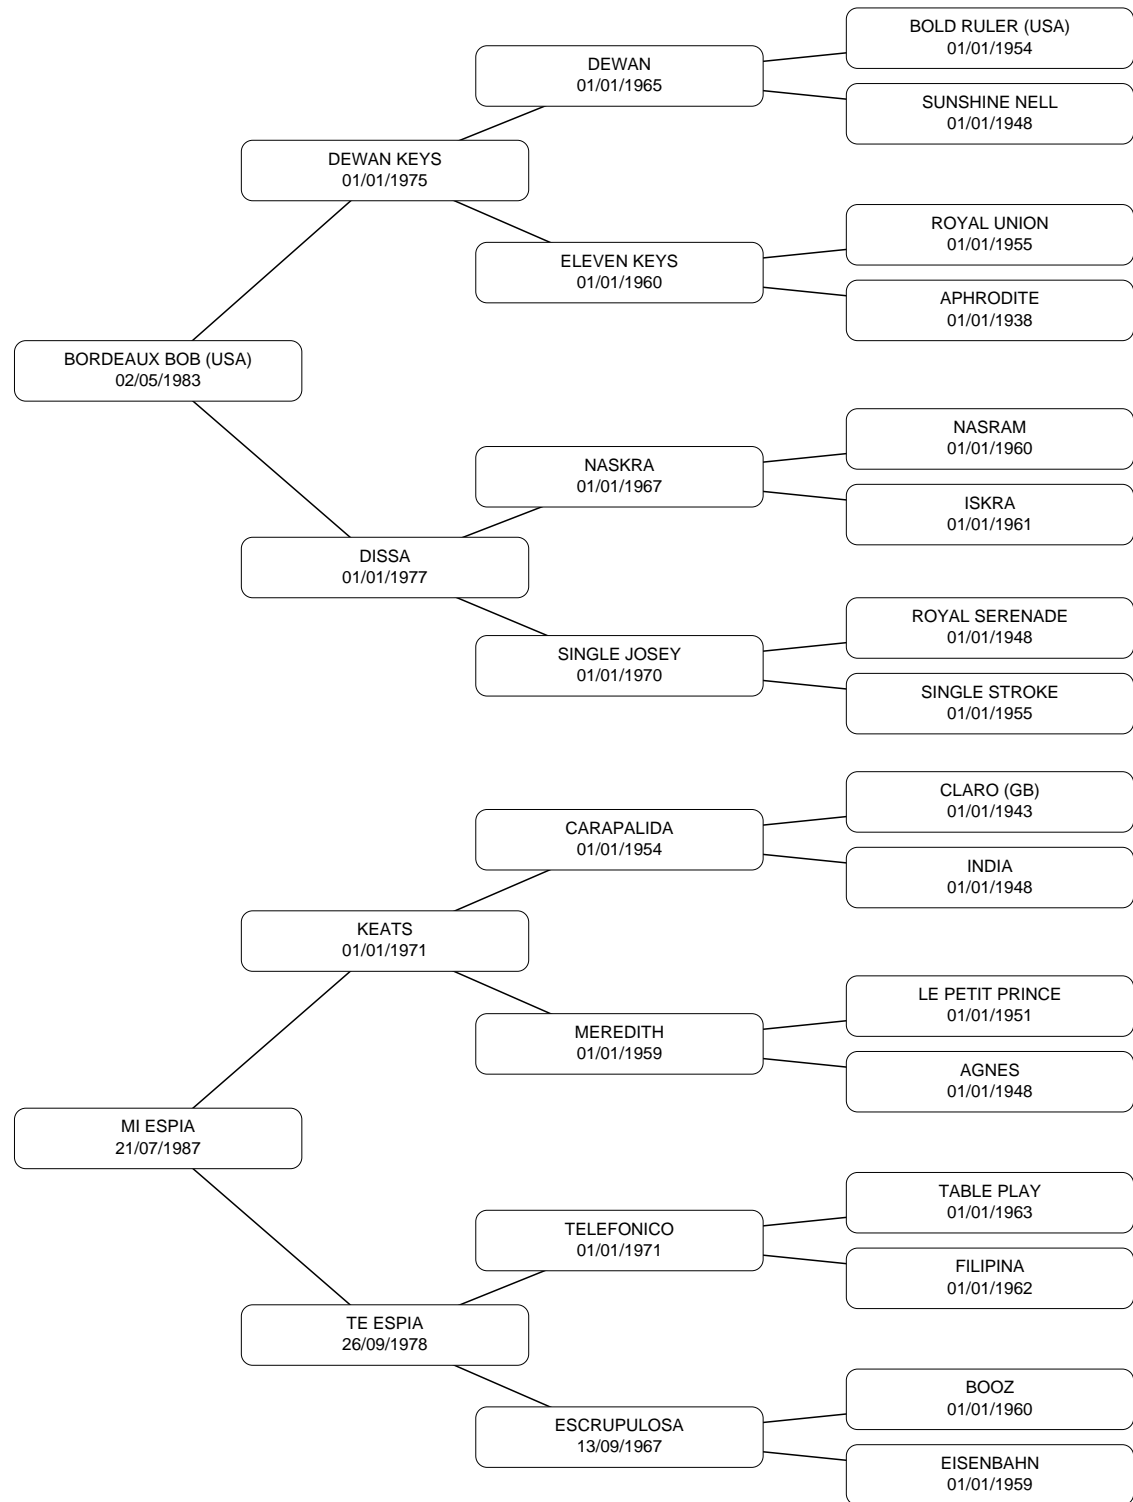 BOLD RULER (USA)
01/01/1954
DEWAN
01/01/1965
SUNSHINE NELL
01/01/1948
DEWAN KEYS
01/01/1975
ROYAL UNION
01/01/1955
ELEVEN KEYS
01/01/1960
APHRODITE
01/01/1938
BORDEAUX BOB (USA)
02/05/1983
NASRAM
01/01/1960
NASKRA
01/01/1967
ISKRA
01/01/1961
DISSA
01/01/1977
ROYAL SERENADE
01/01/1948
SINGLE JOSEY
01/01/1970
SINGLE STROKE
01/01/1955
CLARO (GB)
01/01/1943
CARAPALIDA
01/01/1954
INDIA
01/01/1948
KEATS
01/01/1971
LE PETIT PRINCE
01/01/1951
MEREDITH
01/01/1959
AGNES
01/01/1948
MI ESPIA
21/07/1987
TABLE PLAY
01/01/1963
TELEFONICO
01/01/1971
FILIPINA
01/01/1962
TE ESPIA
26/09/1978
BOOZ
01/01/1960
ESCRUPULOSA
13/09/1967
EISENBAHN
01/01/1959